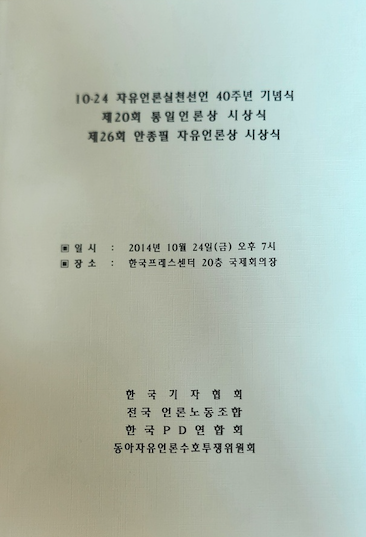 10·24 자유언론실천선언 40주년 기념식
제20회 통일언론상 시상식
제26회 안종필 자유언론상 시상식
▣ 일 시 : 2014년 10월 24일(금) 오후 7시
▣ 장 소 : 한국프레스센터 20층 국제회의장
한 국 기 자 협 회
전국 언론노동조합
한 국 P D 연 합 회
동아자유언론수호투쟁위원회